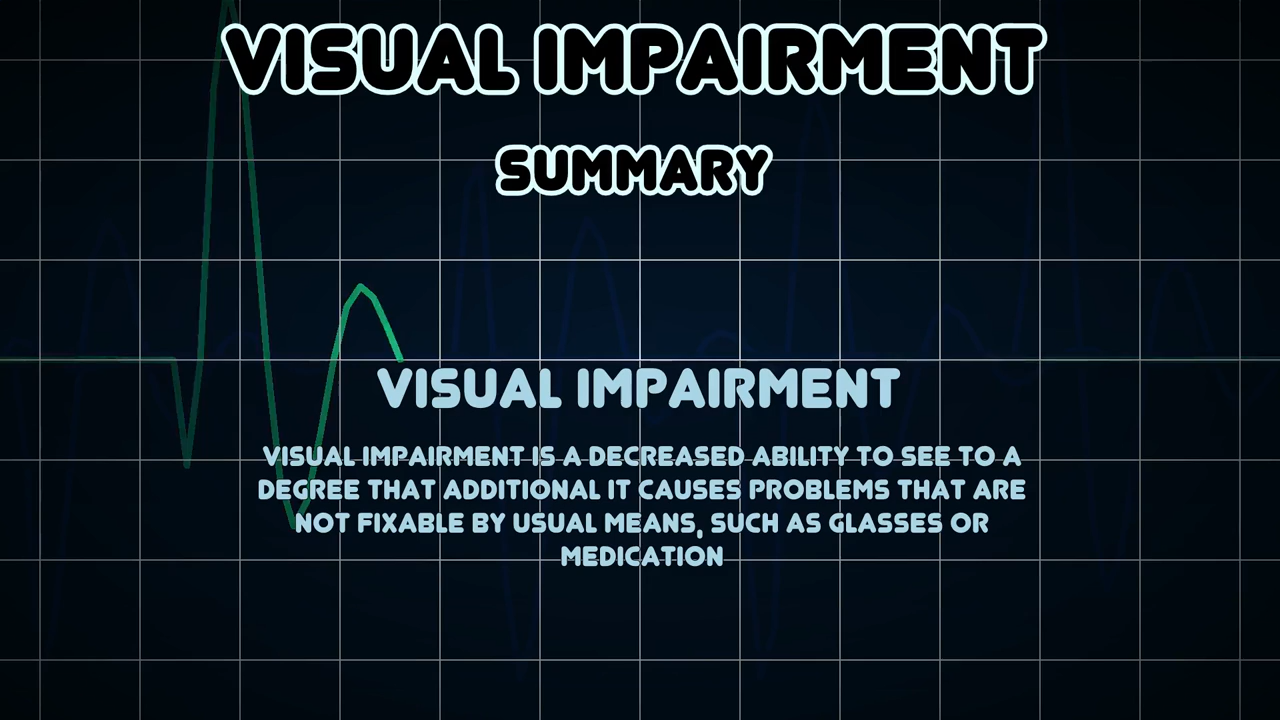 VISUAL IMPAIRMENT
SUMMARY
VISUAL IMPAIRMENT
VISUAL IMPAIRMENT IS A DECREASED ABILITY TO SEE TO A
DEGREE THAT ADDITIONAL IT CAUSES PROBLEMS THAT ARE
NOT FIXABLE BY USUAL MEANS, SUCH AS GLASSES OR
MEDICATION